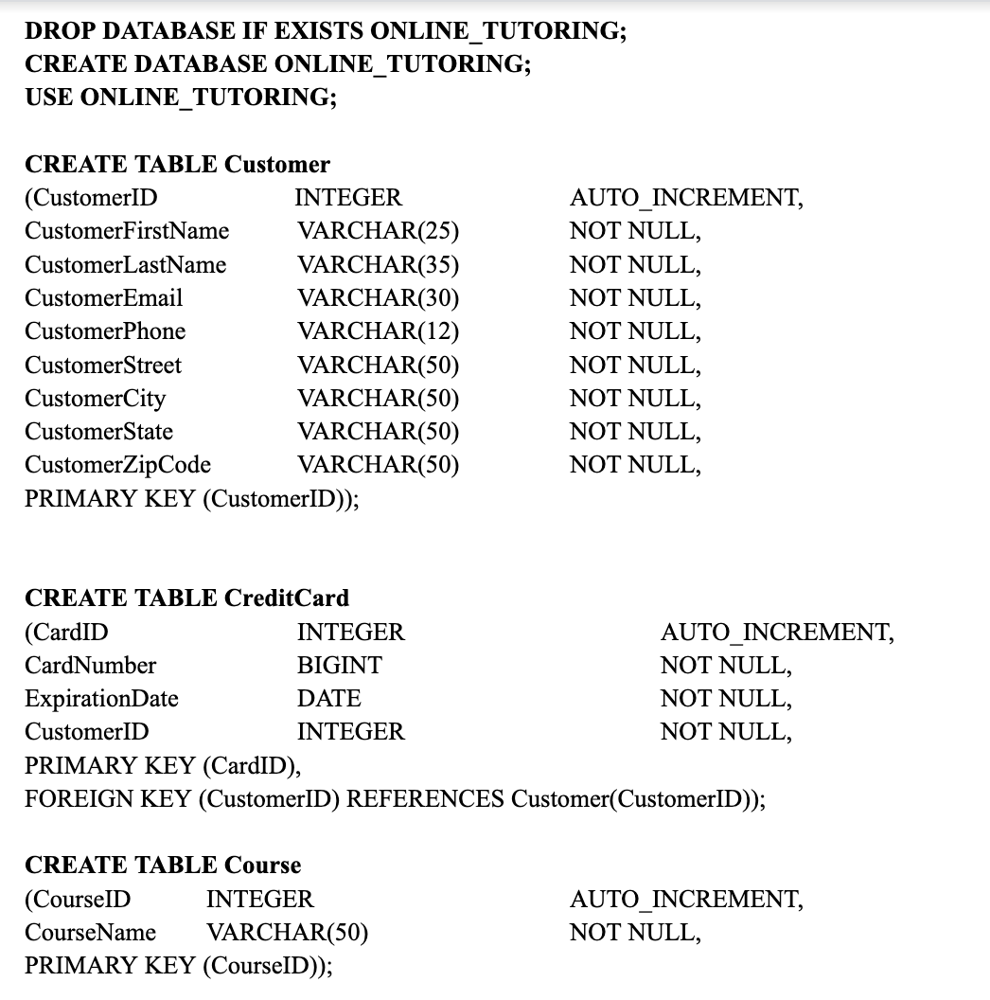 DROP DATABASE IF EXISTS ONLINE_TUTORING;
CREATE DATABASE ONLINE_TUTORING;
USE ONLINE_TUTORING;
CREATE TABLE Customer
(CustomerID INTEGER AUTO_INCREMENT,
CustomerFirstName VARCHAR(25) NOT NULL,
CustomerLastName VARCHAR(35) NOT NULL,
CustomerEmail VARCHAR(30) NOT NULL,
CustomerPhone VARCHAR(12) NOT NULL,
CustomerStreet VARCHAR(50) NOT NULL,
CustomerCity VARCHAR(50) NOT NULL,
CustomerState VARCHAR(50) NOT NULL,
CustomerZipCode VARCHAR(50) NOT NULL,
PRIMARY KEY (CustomerID));
CREATE TABLE CreditCard
(CardID INTEGER AUTO_INCREMENT,
CardNumber BIGINT NOT NULL,
ExpirationDate DATE NOT NULL,
CustomerID INTEGER NOT NULL,
PRIMARY KEY (CardID),
FOREIGN KEY (CustomerID) REFERENCES Customer(CustomerID));
CREATE TABLE Course
(CourseID INTEGER AUTO_INCREMENT,
CourseName VARCHAR(50) NOT NULL,
PRIMARY KEY (CourseID));